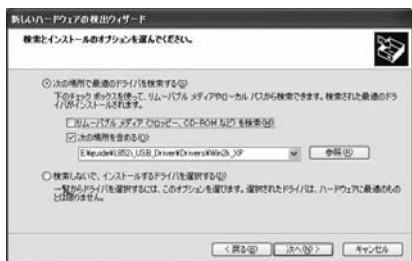 新しいハードウェアの検出ウィザード
検索とインストールのオプションを選んでください。
次の場所で最適のドライバを検索する(S)
下のチェック ボックスを使って、リムーバブル メディアやローカル パスから検索できます。検索された最適のドラ
イバがインストールされます。
リムーバブル メディア (フロッピー、CD-ROM など) を検索(M)
次の場所を含める(O)
E:¥guide¥L852i_USB_Driver¥Drivers¥Win2k_XP
参照(R)
検索しないで、インストールするドライバを選択する(D)
一覧からドライバを選択するには、このオプションを選びます。選択されたドライバは、ハードウェアに最適のもの
とは限りません。
< 戻る(B)
次へ(N) >
キャンセル